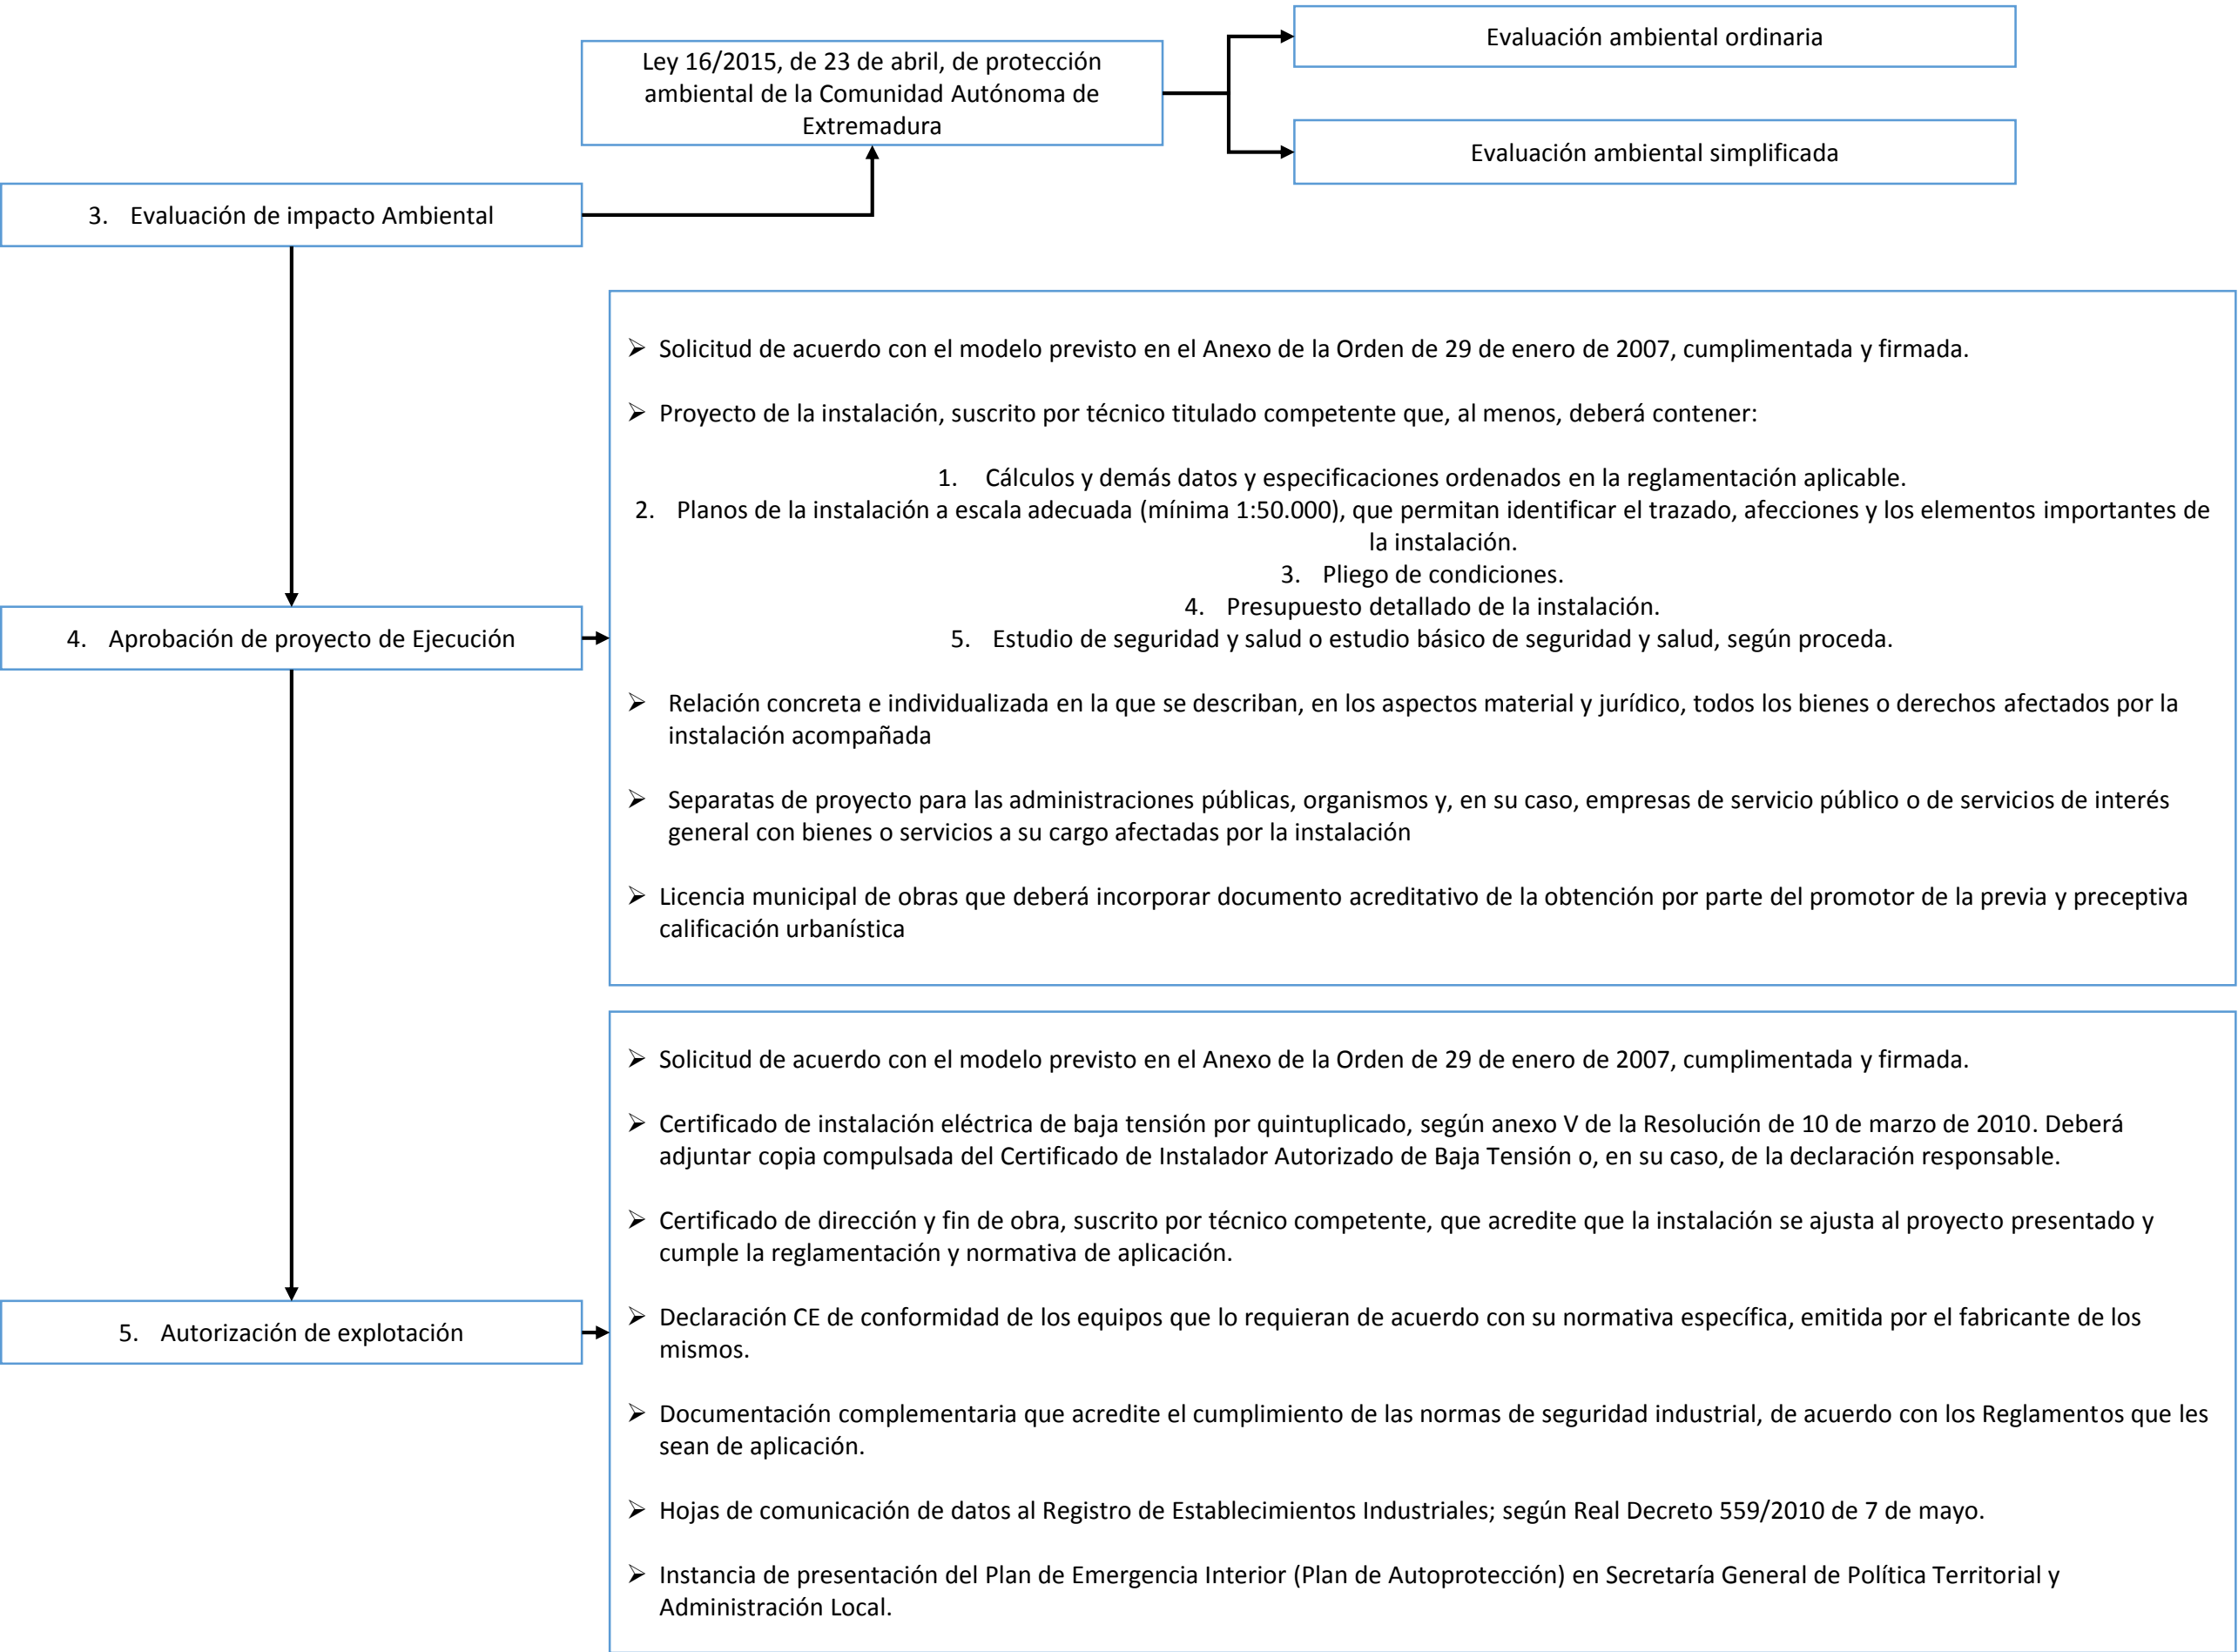 Evaluación ambiental ordinaria
Ley 16/2015, de 23 de abril, de protección
ambiental de la Comunidad Autónoma de
Extremadura
Evaluación ambiental simplificada
3. Evaluación de impacto Ambiental
➢ Solicitud de acuerdo con el modelo previsto en el Anexo de la Orden de 29 de enero de 2007, cumplimentada y firmada.
➢ Proyecto de la instalación, suscrito por técnico titulado competente que, al menos, deberá contener:
1. Cálculos y demás datos y especificaciones ordenados en la reglamentación aplicable.
2. Planos de la instalación a escala adecuada (mínima 1:50.000), que permitan identificar el trazado, afecciones y los elementos importantes de
la instalación.
3. Pliego de condiciones.
4. Presupuesto detallado de la instalación.
5. Estudio de seguridad y salud o estudio básico de seguridad y salud, según proceda.
4. Aprobación de proyecto de Ejecución
➢ Relación concreta e individualizada en la que se describan, en los aspectos material y jurídico, todos los bienes o derechos afectados por la
instalación acompañada
➢ Separatas de proyecto para las administraciones públicas, organismos y, en su caso, empresas de servicio público o de servicios de interés
general con bienes o servicios a su cargo afectadas por la instalación
➢ Licencia municipal de obras que deberá incorporar documento acreditativo de la obtención por parte del promotor de la previa y preceptiva
calificación urbanística
➢ Solicitud de acuerdo con el modelo previsto en el Anexo de la Orden de 29 de enero de 2007, cumplimentada y firmada.
➢ Certificado de instalación eléctrica de baja tensión por quintuplicado, según anexo V de la Resolución de 10 de marzo de 2010. Deberá
adjuntar copia compulsada del Certificado de Instalador Autorizado de Baja Tensión o, en su caso, de la declaración responsable.
➢ Certificado de dirección y fin de obra, suscrito por técnico competente, que acredite que la instalación se ajusta al proyecto presentado y
cumple la reglamentación y normativa de aplicación.
➢ Declaración CE de conformidad de los equipos que lo requieran de acuerdo con su normativa específica, emitida por el fabricante de los
mismos.
5. Autorización de explotación
➢ Documentación complementaria que acredite el cumplimiento de las normas de seguridad industrial, de acuerdo con los Reglamentos que les
sean de aplicación.
➢ Hojas de comunicación de datos al Registro de Establecimientos Industriales; según Real Decreto 559/2010 de 7 de mayo.
➢ Instancia de presentación del Plan de Emergencia Interior (Plan de Autoprotección) en Secretaría General de Política Territorial y
Administración Local.